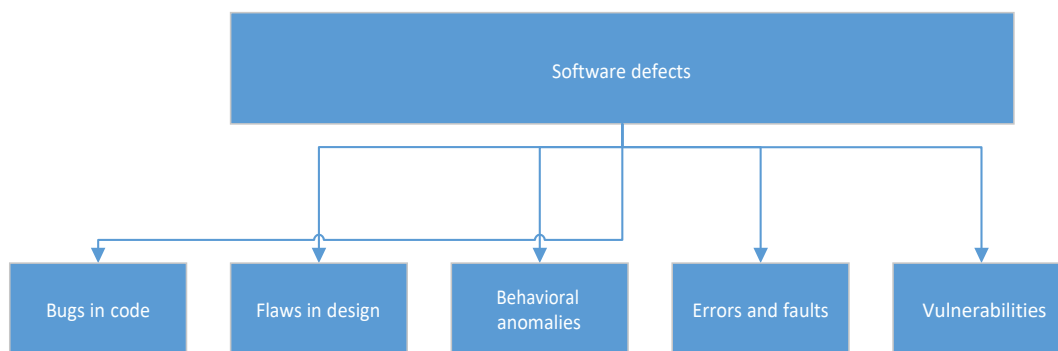 Software defects
Bugs in code
Flaws in design
Behavioral
anomalies
Errors and faults
Vulnerabilities